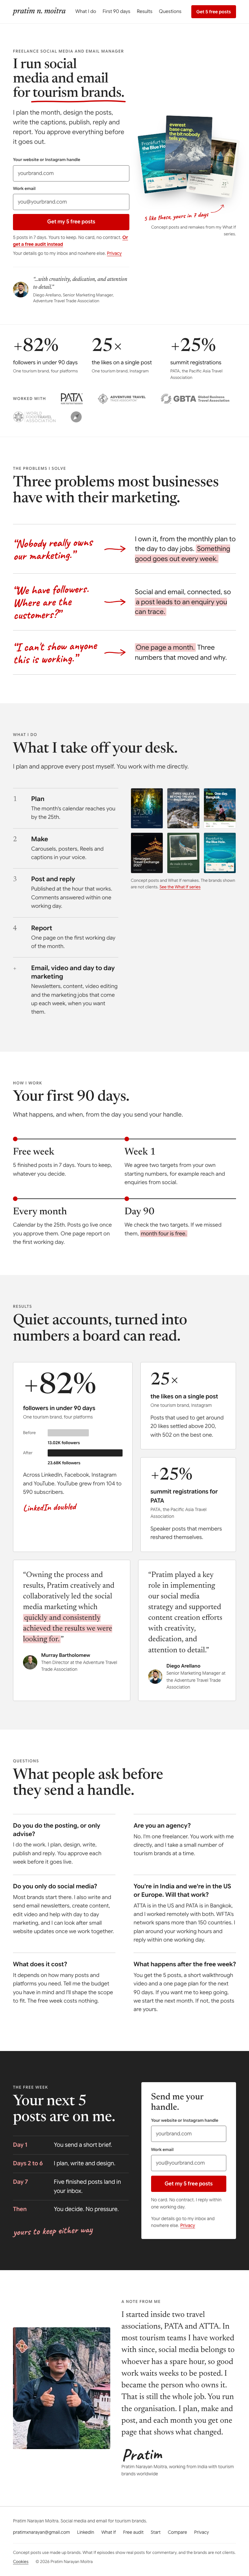 pratim n. moitra
What I do
First 90 days
Results
Questions
Get 5 free posts
FREELANCE SOCIAL MEDIA AND EMAIL MANAGER
I run social
media and email
for tourism brands.
I plan the month, design the posts,
write the captions, publish, reply and
report. You approve everything before
it goes out.
Your website or Instagram handle
yourbrand.com
Work email
you@yourbrand.com
Get my 5 free posts
5 posts in 7 days. Yours to keep. No card, no contract. Or
get a free audit instead
Your details go to my inbox and nowhere else. Privacy
5 like these, yours in 7 days
Concept posts and remakes from my What If
series.
"...with creativity, dedication, and attention
to detail."
Diego Arellano, Senior Marketing Manager,
Adventure Travel Trade Association
+82%
followers in under 90 days
One tourism brand, four platforms
25×
the likes on a single post
One tourism brand, Instagram
+25%
summit registrations
PATA, the Pacific Asia Travel
Association
WORKED WITH
PATA
ADVENTURE TRAVEL
GBTA Global Business
Travel Association
WORLD
FOOD TRAVEL
ASSOCIATION
THE PROBLEMS I SOLVE
Three problems most businesses
have with their marketing.
"Nobody really owns
our marketing."
I own it, from the monthly plan to
the day to day jobs. Something
good goes out every week.
"We have followers.
Where are the
customers?"
Social and email, connected, so
a post leads to an enquiry you
can trace.
"I can't show anyone
this is working."
One page a month. Three
numbers that moved and why.
WHAT I DO
What I take off your desk.
I plan and approve every post myself. You work with me directly.
1
Plan
The month's calendar reaches you
by the 25th.
2
Make
Carousels, posters, Reels and
captions in your voice.
3
Post and reply
Published at the hour that works.
Comments answered within one
working day.
4
Report
One page on the first working day
of the month.
+
Email, video and day to day
marketing
Newsletters, content, video editing
and the marketing jobs that come
up each week, when you want
them.
Concept posts and What If remakes. The brands shown
are not clients. See the What If series
HOW I WORK
Your first 90 days.
What happens, and when, from the day you send your handle.
Free week
5 finished posts in 7 days. Yours to keep,
whatever you decide.
Week 1
We agree two targets from your own
starting numbers, for example reach and
enquiries from social.
Every month
Calendar by the 25th. Posts go live once
you approve them. One page report on
the first working day.
Day 90
We check the two targets. If we missed
them, month four is free.
RESULTS
Quiet accounts, turned into
numbers a board can read.
+82%
followers in under 90 days
One tourism brand, four platforms
Before
13.02K followers
After
23.68K followers
Across LinkedIn, Facebook, Instagram
and YouTube. YouTube grew from 104 to
590 subscribers.
LinkedIn doubled
25×
the likes on a single post
One tourism brand, Instagram
Posts that used to get around
20 likes settled above 200,
with 502 on the best one.
+25%
summit registrations for
PATA
PATA, the Pacific Asia Travel
Association
Speaker posts that members
reshared themselves.
"Owning the process and
results, Pratim creatively and
collaboratively led the social
media marketing which
quickly and consistently
achieved the results we were
looking for."
Murray Bartholomew
Then Director at the Adventure Travel
Trade Association
"Pratim played a key
role in implementing
our social media
strategy and supported
content creation efforts
with creativity,
dedication, and
attention to detail."
Diego Arellano
Senior Marketing Manager at
the Adventure Travel Trade
Association
QUESTIONS
What people ask before
they send a handle.
Do you do the posting, or only
advise?
I do the work. I plan, design, write,
publish and reply. You approve each
week before it goes live.
Are you an agency?
No. I'm one freelancer. You work with me
directly, and I take a small number of
tourism brands at a time.
Do you only do social media?
Most brands start there. I also write and
send email newsletters, create content,
edit video and help with day to day
marketing, and I can look after small
website updates once we work together.
You're in India and we're in the US
or Europe. Will that work?
ATTA is in the US and PATA is in Bangkok,
and I worked remotely with both. WFTA's
network spans more than 150 countries. I
plan around your working hours and
reply within one working day.
What does it cost?
It depends on how many posts and
platforms you need. Tell me the budget
you have in mind and I'll shape the scope
to fit. The free week costs nothing.
What happens after the free week?
You get the 5 posts, a short walkthrough
video and a one page plan for the next
90 days. If you want me to keep going,
we start the next month. If not, the posts
are yours.
THE FREE WEEK
Your next 5
posts are on me.
Day 1
You send a short brief.
Days 2 to 6
I plan, write and design.
Day 7
Five finished posts land in
your inbox.
Then
You decide. No pressure.
yours to keep either way
Send me your
handle.
Your website or Instagram handle
yourbrand.com
Work email
you@yourbrand.com
Get my 5 free posts
No card. No contract. I reply within
one working day.
Your details go to my inbox and
nowhere else. Privacy
A NOTE FROM ME
I started inside two travel
associations, PATA and ATTA. In
most tourism teams I have worked
with since, social belongs to
whoever has a spare hour, so good
work waits weeks to be posted. I
became the person who owns it.
That is still the whole job. You run
the organisation. I plan, make and
post, and each month you get one
page that shows what changed.
Pratim
Pratim Narayan Moitra, working from India with tourism
brands worldwide
Pratim Narayan Moitra. Social media and email for tourism brands.
pratimnarayan@gmail.com
LinkedIn
What If
Free audit
Start
Compare
Privacy
Concept posts use made-up brands. What If episodes show real posts for commentary, and the brands are not clients.
Cookies
© 2026 Pratim Narayan Moitra